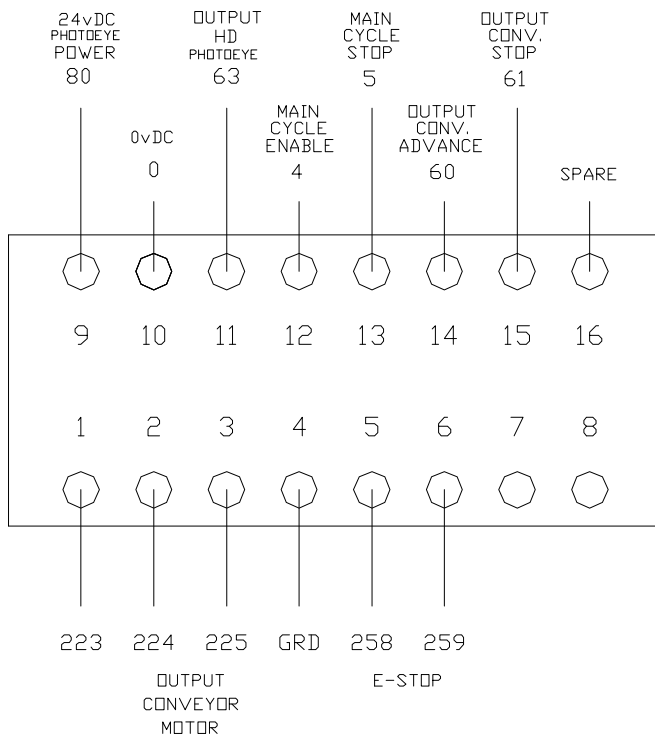 24vDC
PHOTOEYE
POWER
80
OUTPUT
HD
PHOTOEYE
63
MAIN
CYCLE
STOP
5
OUTPUT
CONV.
STOP
61
0vDC
0
MAIN
CYCLE
ENABLE
4
OUTPUT
CONV.
ADVANCE
60
SPARE
9 10 11 12 13 14 15 16
1 2 3 4 5 6 7 8
223 224 225 GRD 258 259
OUTPUT
CONVEYOR
MOTOR
E-STOP